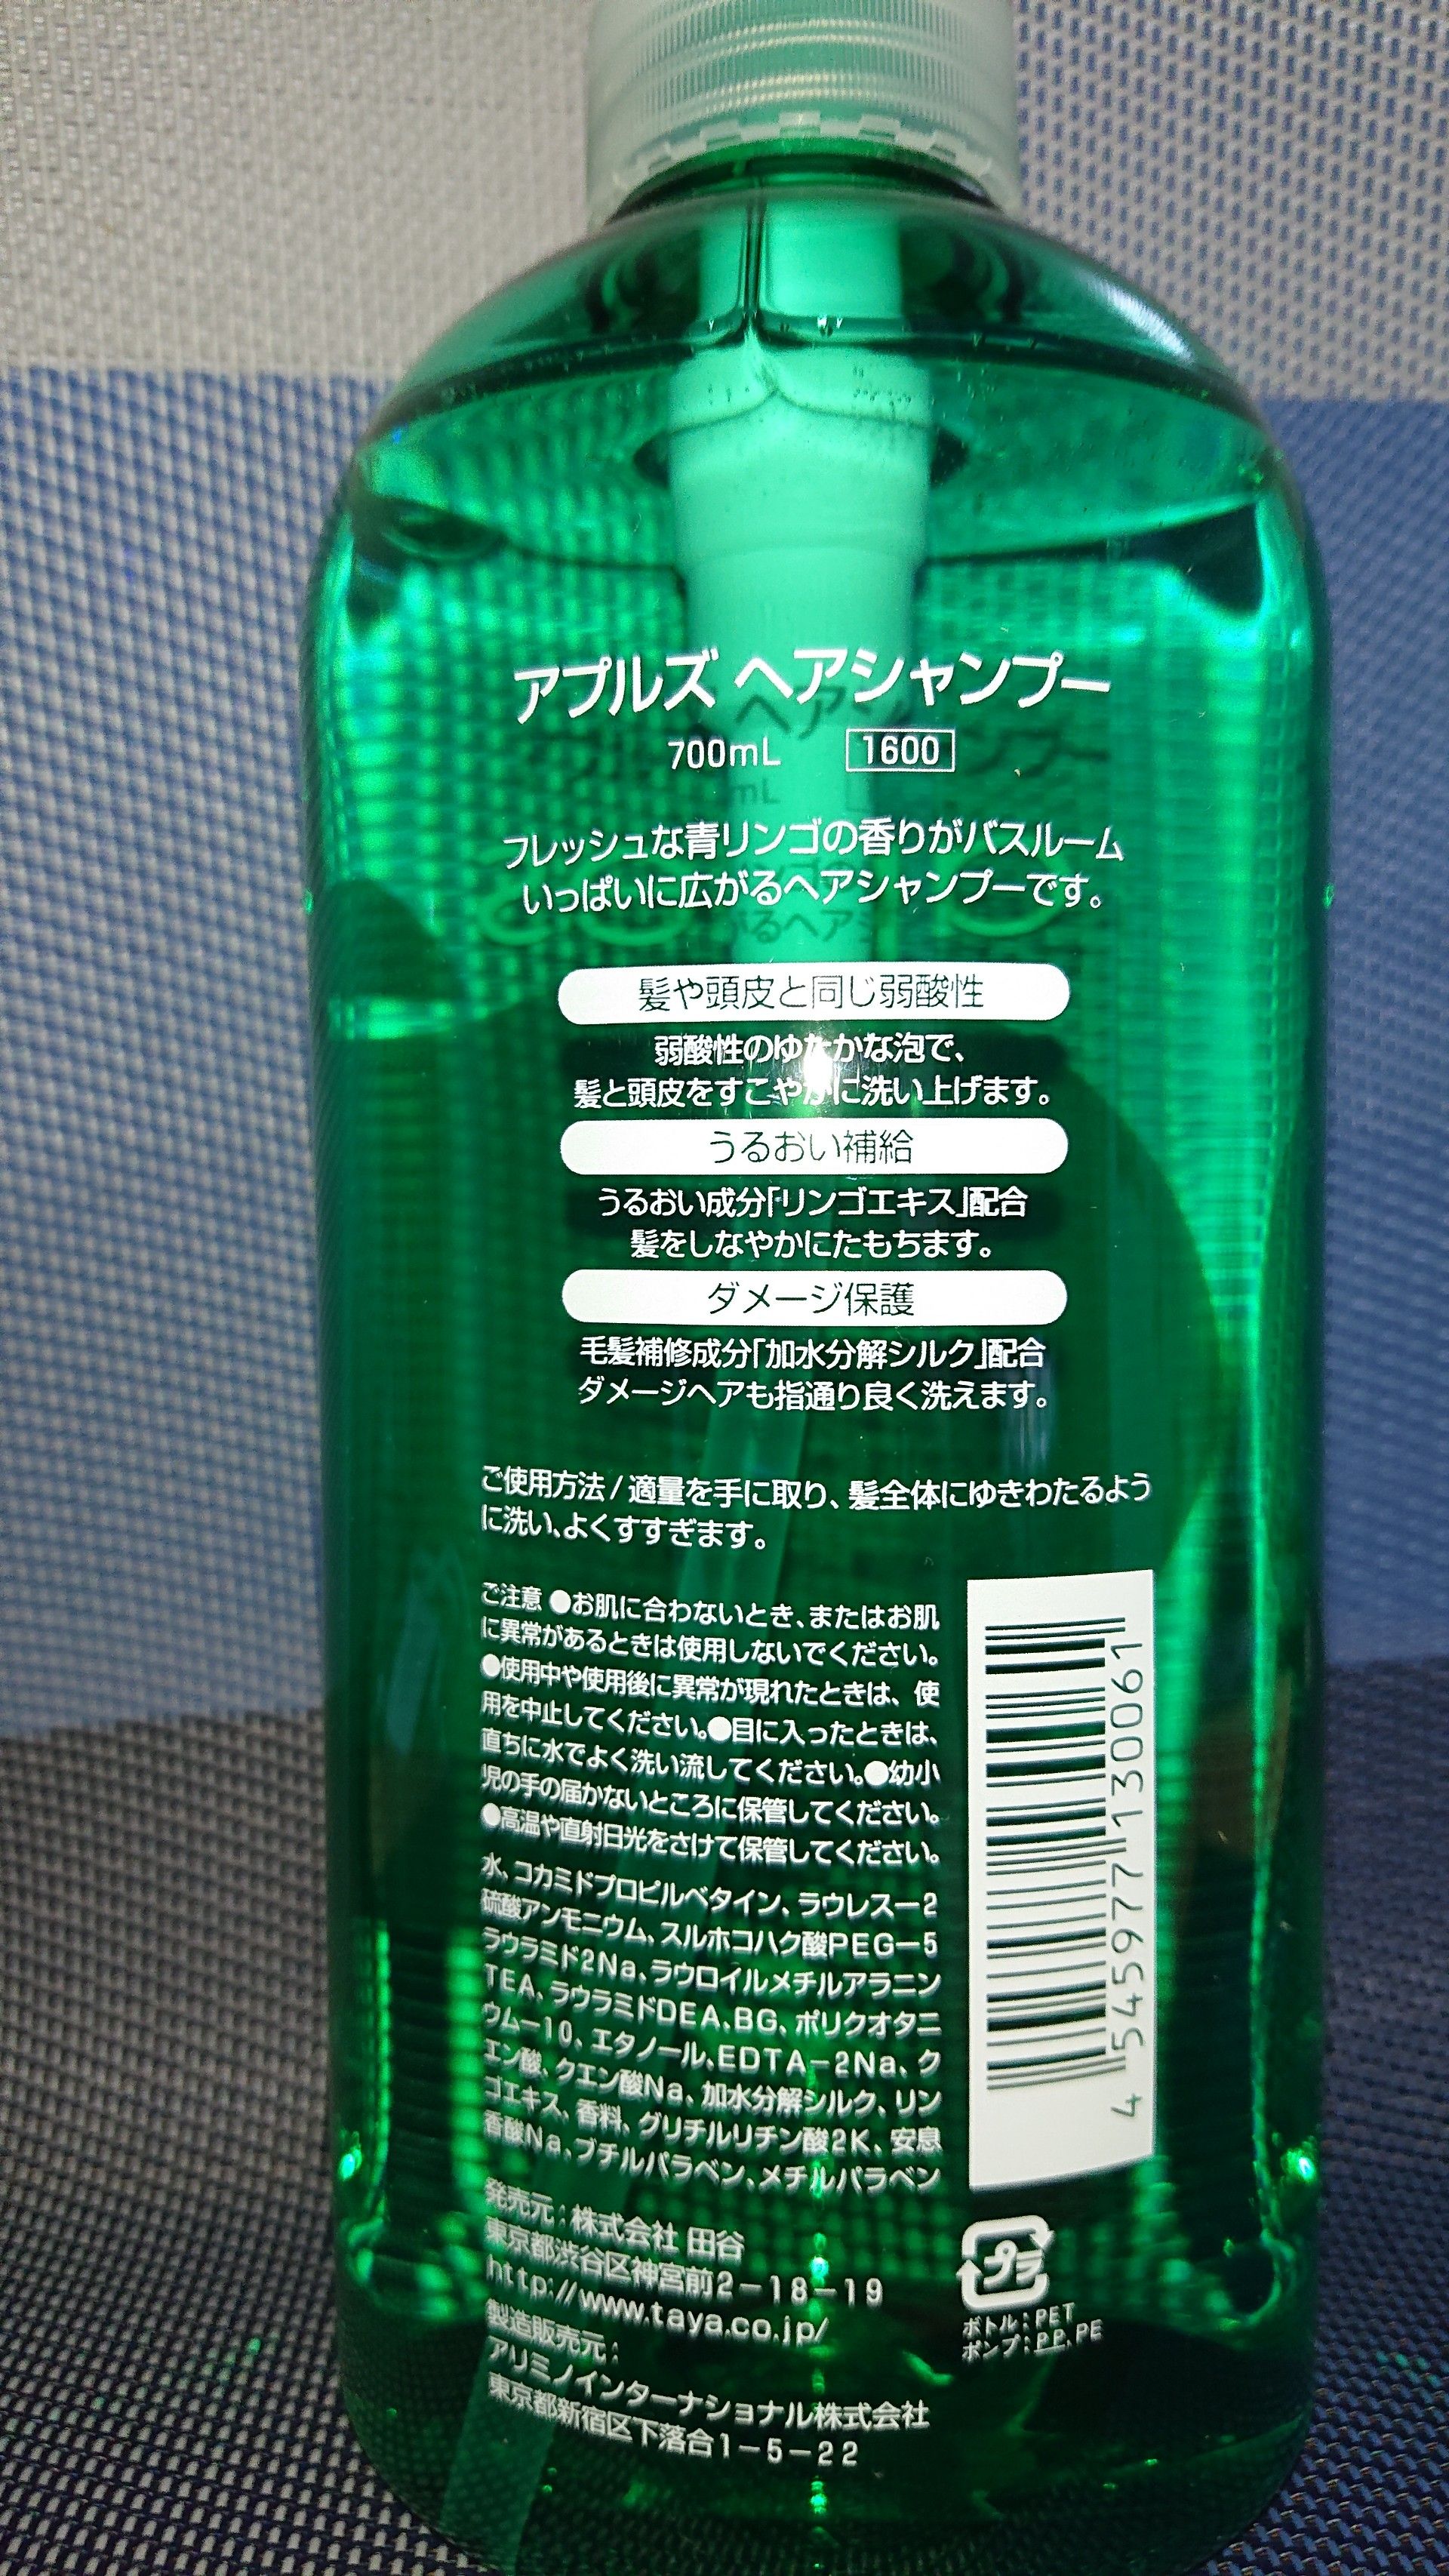 アプルズ ヘアシャンプー
700mL 1600
フレッシュな青リンゴの香りがバスルーム
いっぱいに広がるヘアシャンプーです。
髪や頭皮と同じ弱酸性
弱酸性のゆたかな泡で、
髪と頭皮をすこやかに洗い上げます。
うるおい補給
うるおい成分「リンゴエキス」配合
髪をしなやかにたもちます。
ダメージ保護
毛髪補修成分「加水分解シルク」配合
ダメージヘアも指通り良く洗えます。
ご使用方法/適量を手に取り、髪全体にゆきわたるよう
に洗い、よくすすぎます。
ご注意 ●お肌に合わないとき、またはお肌
に異常があるときは使用しないでください。
●使用中や使用後に異常が現れたときは、使
用を中止してください。●目に入ったときは、
直ちに水でよく洗い流してください。●幼小
児の手の届かないところに保管してください。
●高温や直射日光をさけて保管してください。
水、コカミドプロピルベタイン、ラウレス－2
硫酸アンモニウム、スルホコハク酸PEG－5
ラウラミド2Na、ラウロイルメチルアラニン
TEA、ラウラミドDEA、BG、ポリクオタニ
ウム－10、エタノール、EDTA－2Na、ク
エン酸、クエン酸Na、加水分解シルク、リン
ゴエキス、香料、グリチルリチン酸2K、安息
香酸Na、ブチルパラベン、メチルパラベン
発売元：株式会社 田谷
東京都渋谷区神宮前2－18－19
http://www.taya.co.jp/
製造販売元：
アリミノインターナショナル株式会社
東京都新宿区下落合1－5－22
4 545977 130061
プラ
ボトル：PET
ポンプ：PP, PE